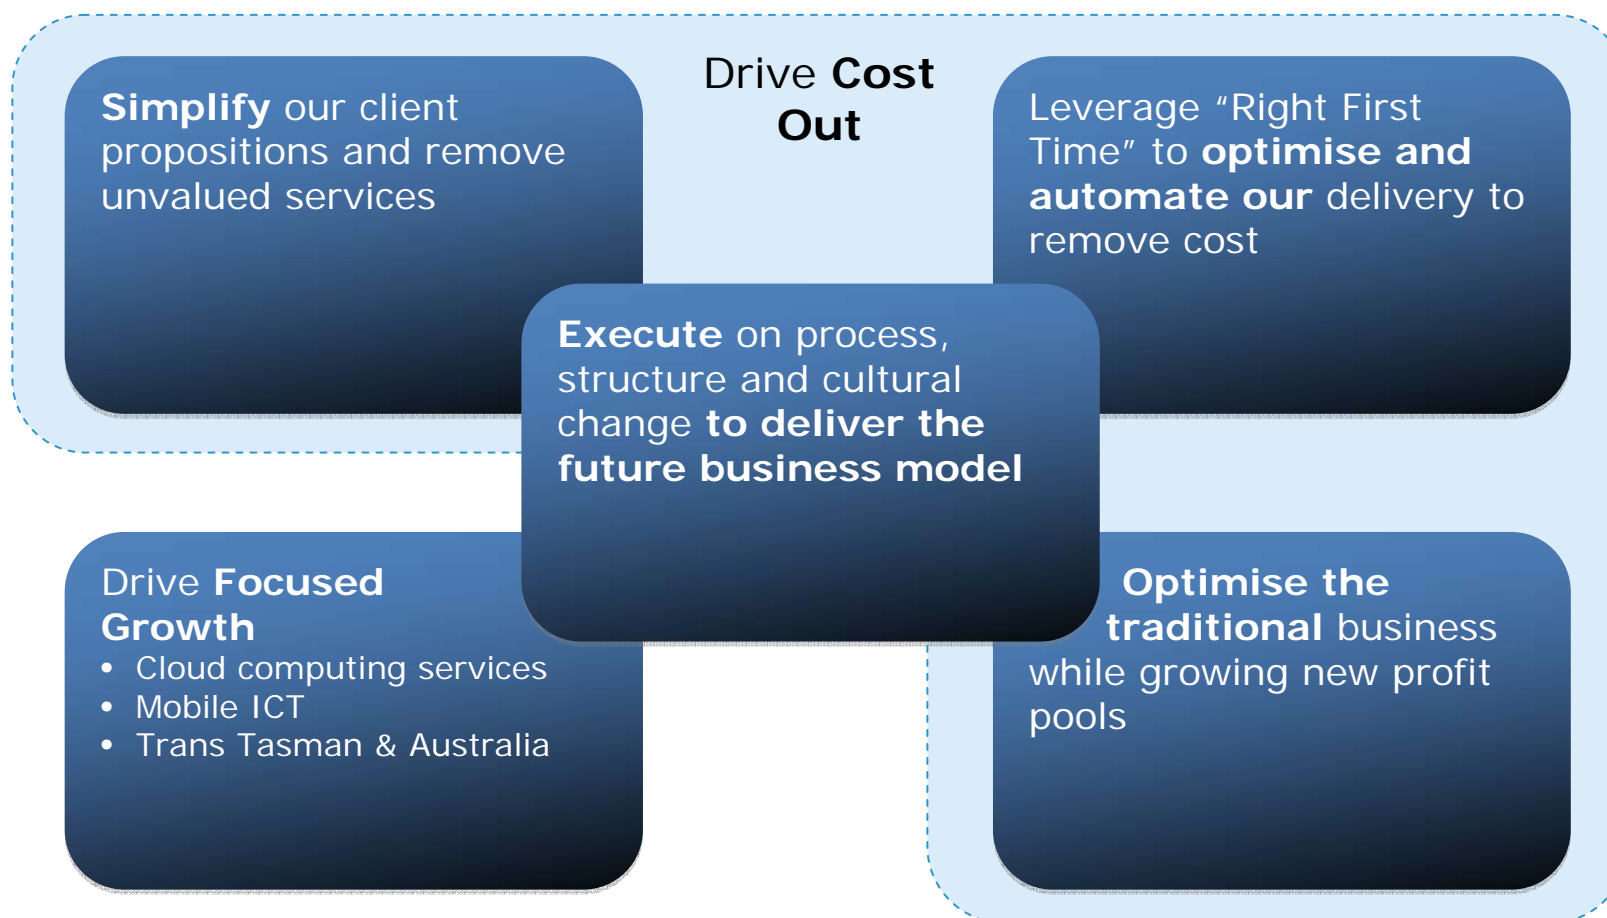 Drive Cost
Out
Simplify our client
propositions and remove
unvalued services
Leverage “Right First
Time” to optimise and
automate our delivery to
remove cost
Execute on process,
structure and cultural
change to deliver the
future business model
Drive Focused
Growth
• Cloud computing services
• Mobile ICT
• Trans Tasman & Australia
Optimise the
traditional business
while growing new profit
pools